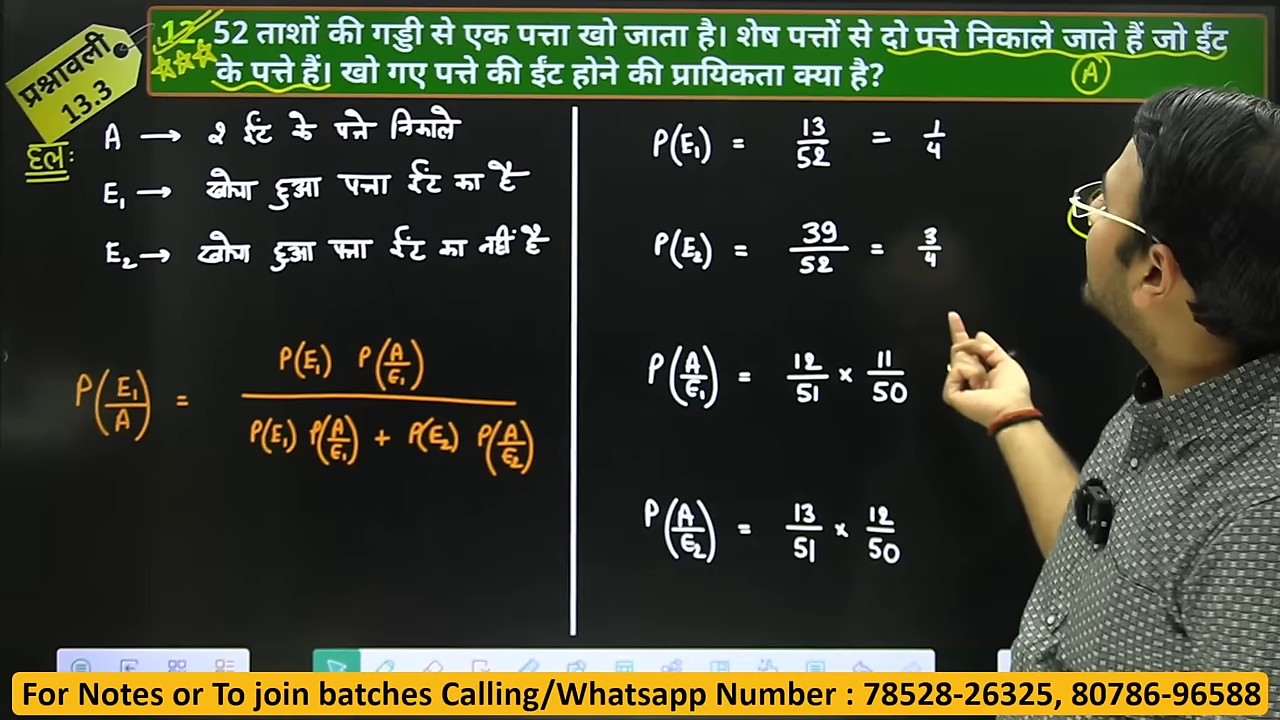 प्रश्नावली
13.3
12. 52 ताशों की गड्डी से एक पत्ता खो जाता है। शेष पत्तों से दो पत्ते निकाले जाते हैं जो ईंट
के पत्ते हैं। खो गए पत्ते की ईंट होने की प्रायिकता क्या है?
A
हल:
A → २ ईंट के पत्ते निकाले
E₁ → खोया हुआ पत्ता ईंट का है
E₂ → खोया हुआ पत्ता ईंट का नहीं है
P(E₁/A) = P(E₁) P(A/E₁) / P(E₁) P(A/E₁) + P(E₂) P(A/E₂)
P(E₁) = 13/52 = 1/4
P(E₂) = 39/52 = 3/4
P(A/E₁) = 12/51 × 11/50
P(A/E₂) = 13/51 × 12/50
For Notes or To join batches Calling/Whatsapp Number : 78528-26325, 80786-96588